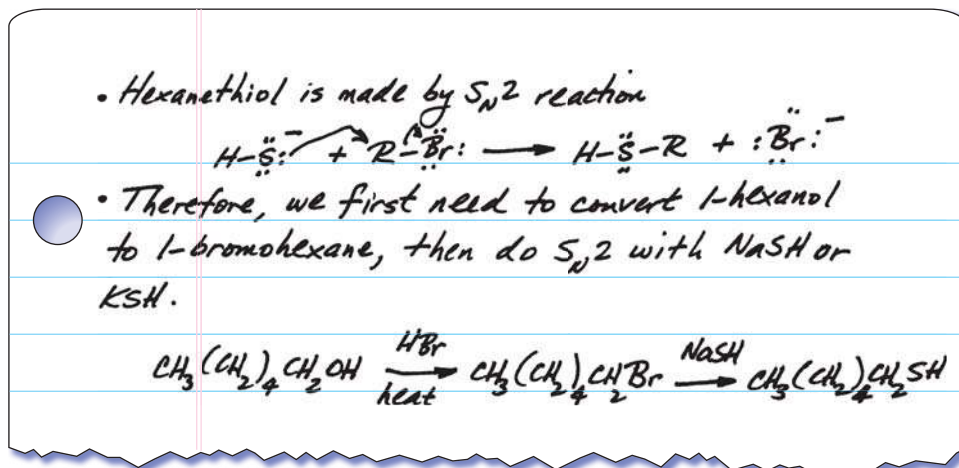 • Hexanethiol is made by SN2 reaction
H–S:⁻ + R–Br: → H–S–R + :Br:⁻
• Therefore, we first need to convert 1-hexanol
to 1-bromohexane, then do SN2 with NaSH or
KSH.
HBr NaSH
CH3(CH2)4CH2OH → CH3(CH2)4CH2Br → CH3(CH2)4CH2SH
heat